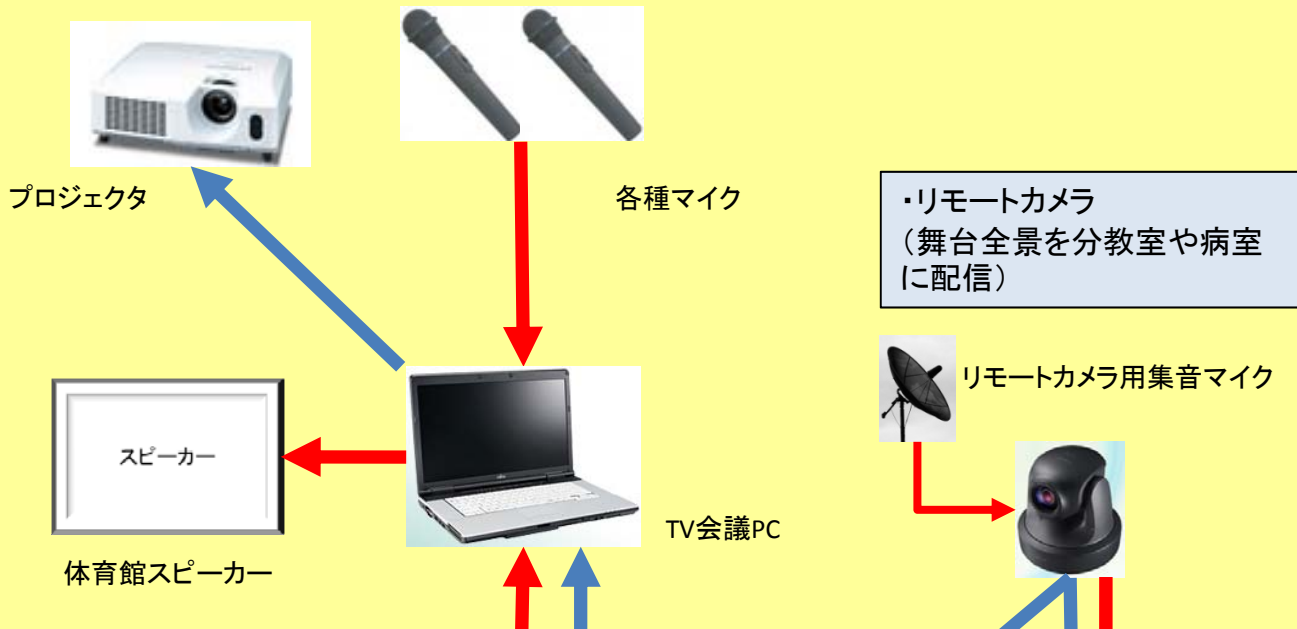 プロジェクタ
各種マイク
・リモートカメラ
(舞台全景を分教室や病室
に配信)
リモートカメラ用集音マイク
スピーカー
TV会議PC
体育館スピーカー